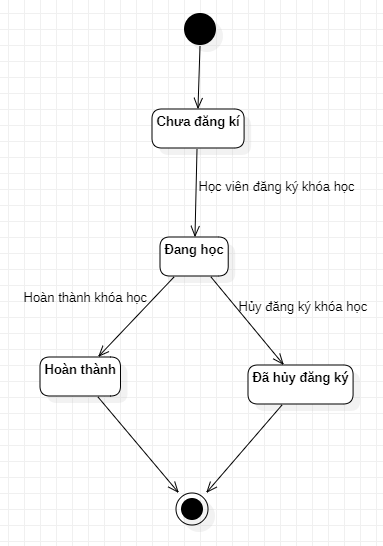 Chưa đăng kí
Học viên đăng ký khóa học
Đang học
Hoàn thành khóa học
Hủy đăng ký khóa học
Hoàn thành
Đã hủy đăng ký